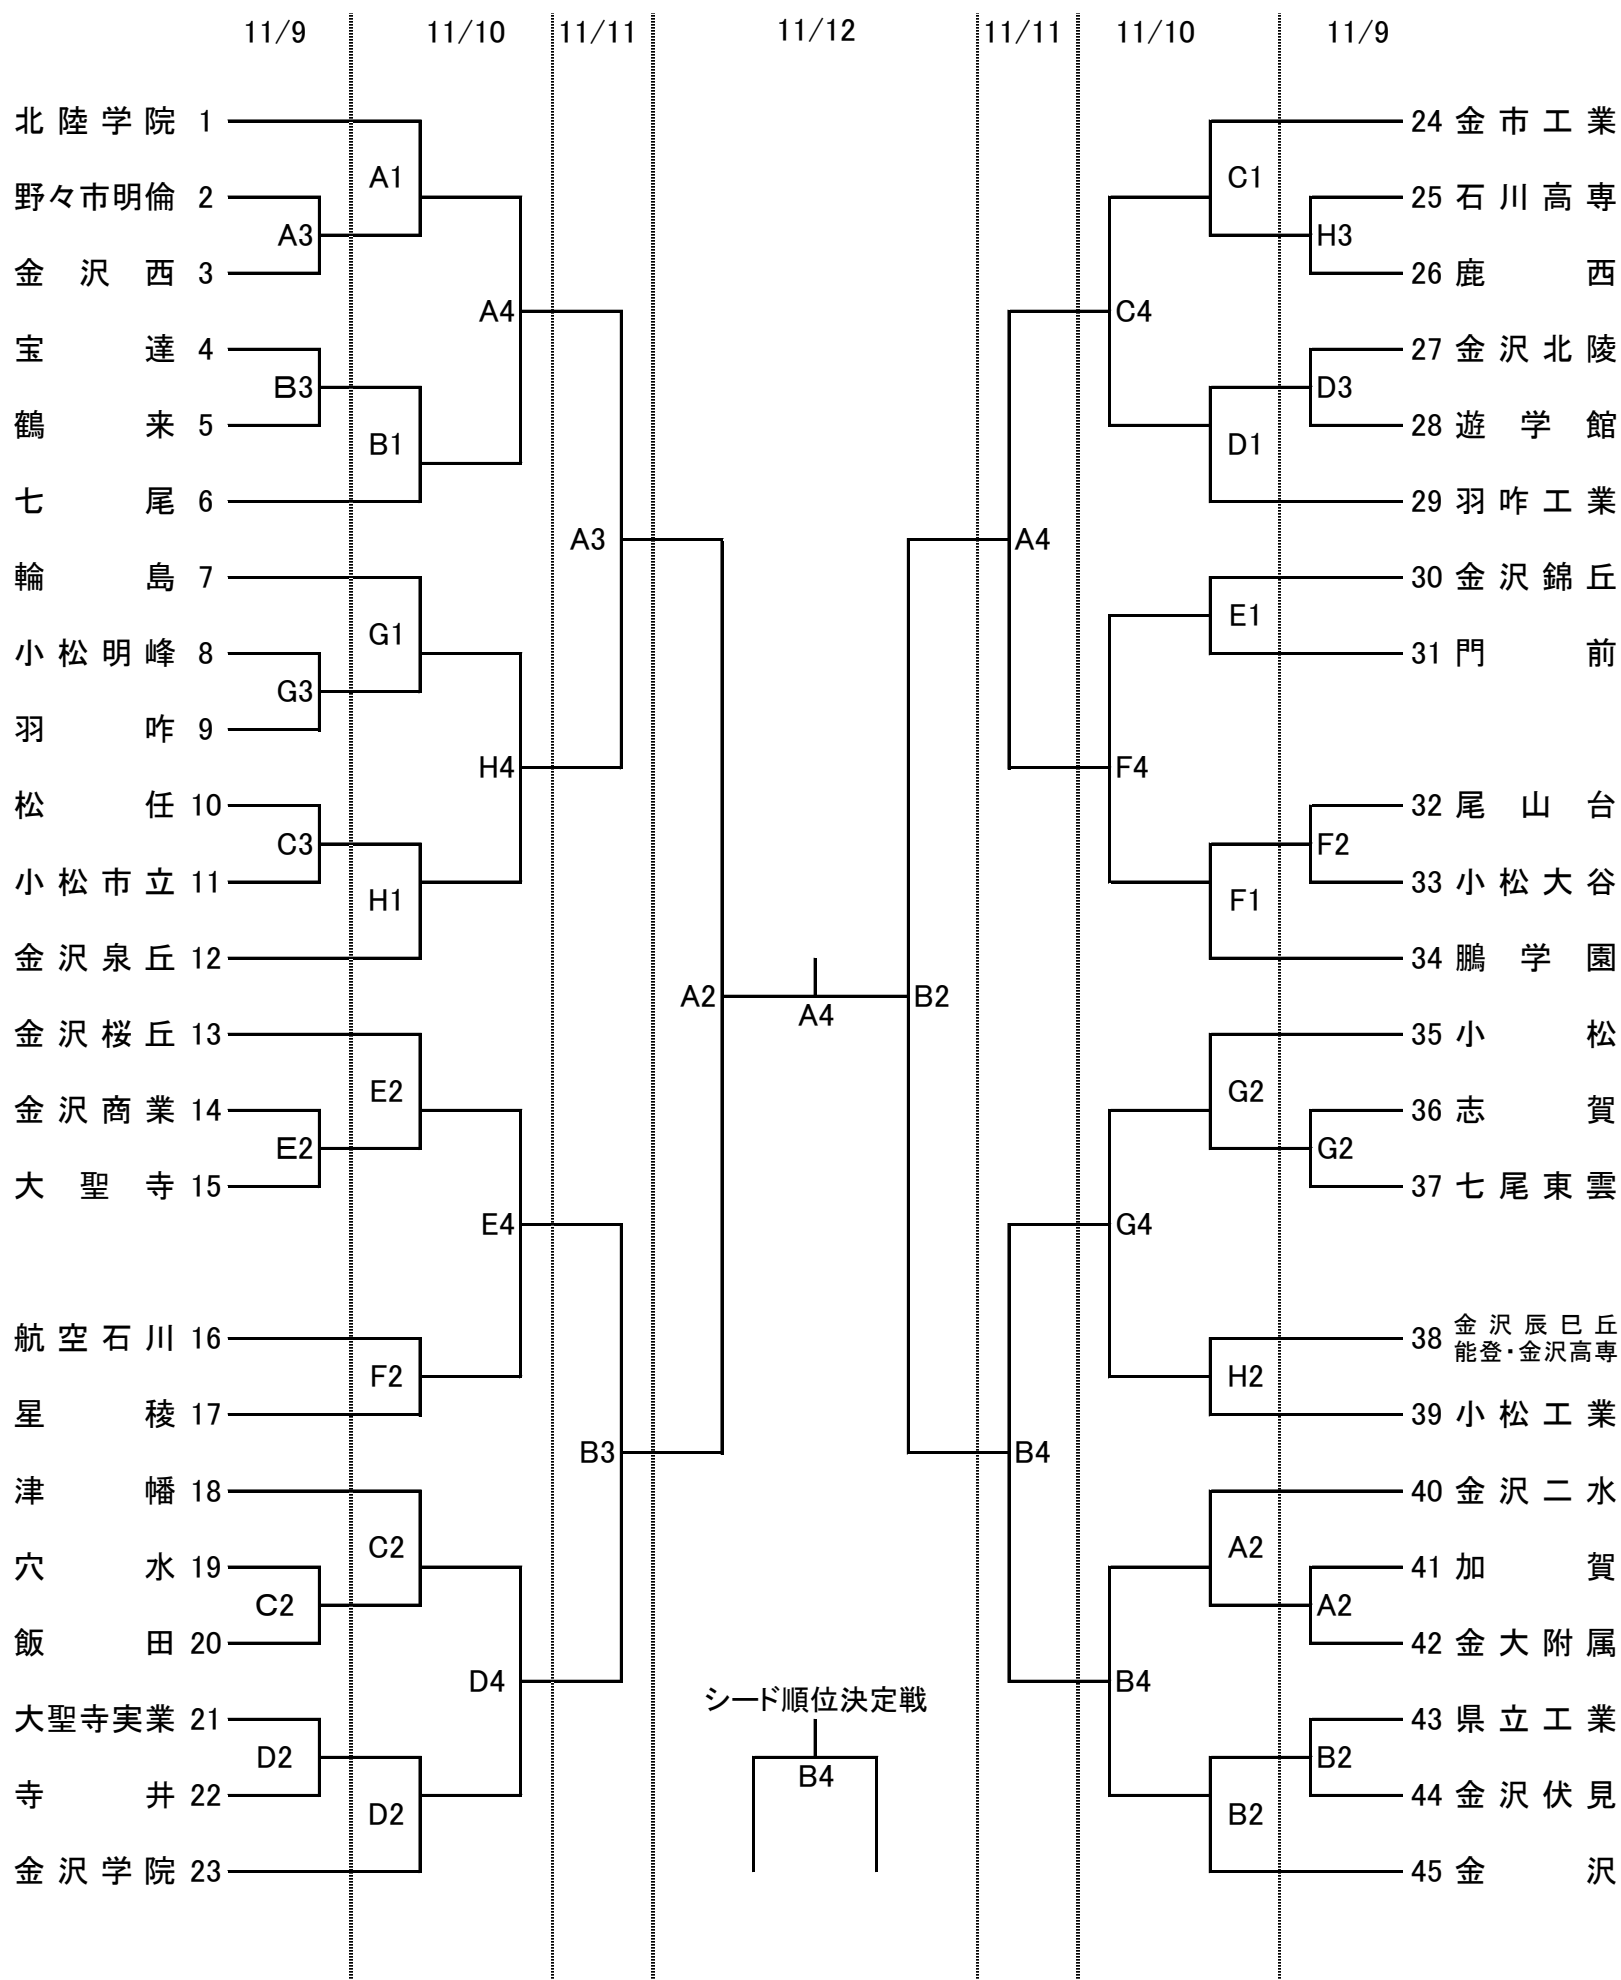 11/9 11/10 11/11 11/12 11/11 11/10 11/9
北陸学院 1
24 金市工業
A1
C1
野々市明倫 2
25 石川高専
A3
H3
金沢西 3
26 鹿西
A4
C4
宝達 4
27 金沢北陵
B3
D3
鶴来 5
28 遊学館
B1
D1
七尾 6
29 羽咋工業
A3
A4
輪島 7
30 金沢錦丘
G1
E1
小松明峰 8
31 門前
G3
羽咋 9
H4
F4
松任 10
32 尾山台
C3
F2
小松市立 11
33 小松大谷
H1
F1
金沢泉丘 12
34 鵬学園
A2
B2
A4
金沢桜丘 13
35 小松
E2
G2
金沢商業 14
36 志賀
E2
G2
大聖寺 15
37 七尾東雲
E4
G4
航空石川 16
38 金沢辰巳丘
能登・金沢高専
F2
H2
星稜 17
39 小松工業
B3
B4
津幡 18
40 金沢二水
C2
A2
穴水 19
41 加賀
C2
A2
飯田 20
42 金大附属
D4
B4
シード順位決定戦
大聖寺実業 21
43 県立工業
D2
B2
B4
寺井 22
44 金沢伏見
D2
B2
金沢学院 23
45 金沢